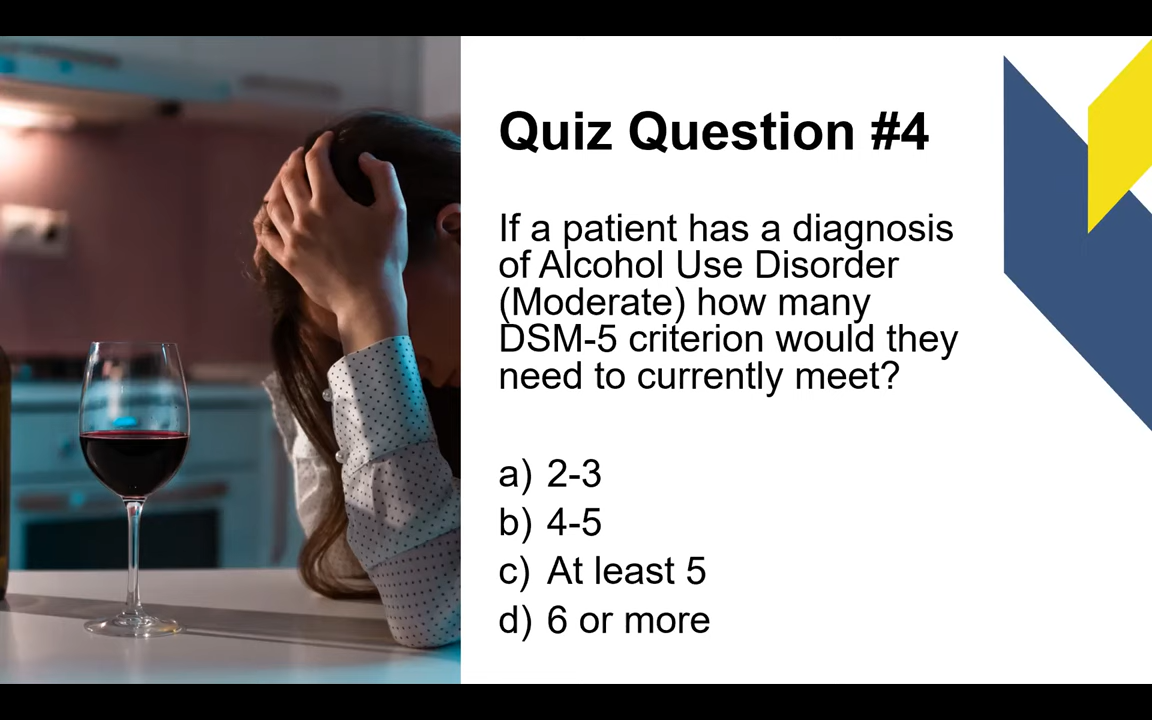 Quiz Question #4
If a patient has a diagnosis
of Alcohol Use Disorder
(Moderate) how many
DSM-5 criterion would they
need to currently meet?
a) 2-3
b) 4-5
c) At least 5
d) 6 or more